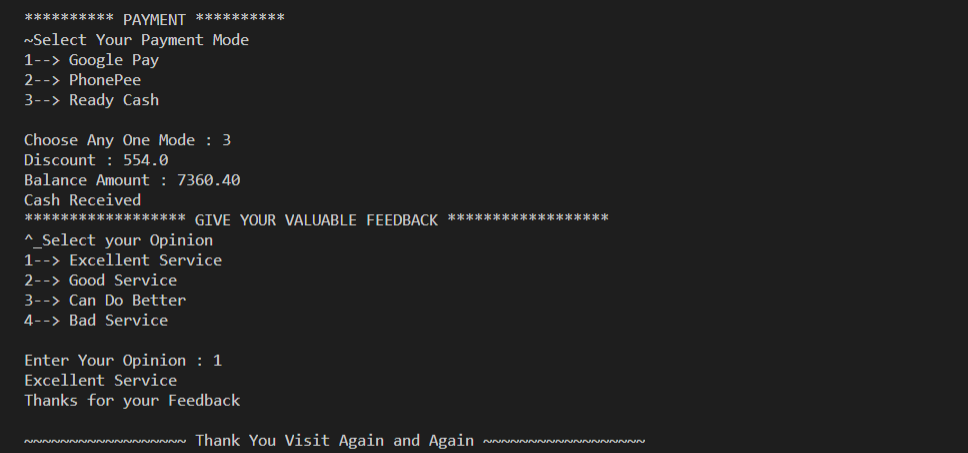 ********** PAYMENT **********
~Select Your Payment Mode
1--> Google Pay
2--> PhonePee
3--> Ready Cash
Choose Any One Mode : 3
Discount : 554.0
Balance Amount : 7360.40
Cash Received
****************** GIVE YOUR VALUABLE FEEDBACK ******************
^_Select your Opinion
1--> Excellent Service
2--> Good Service
3--> Can Do Better
4--> Bad Service
Enter Your Opinion : 1
Excellent Service
Thanks for your Feedback
~~~~~~~~~~~~~~~~~~ Thank You Visit Again and Again ~~~~~~~~~~~~~~~~~~